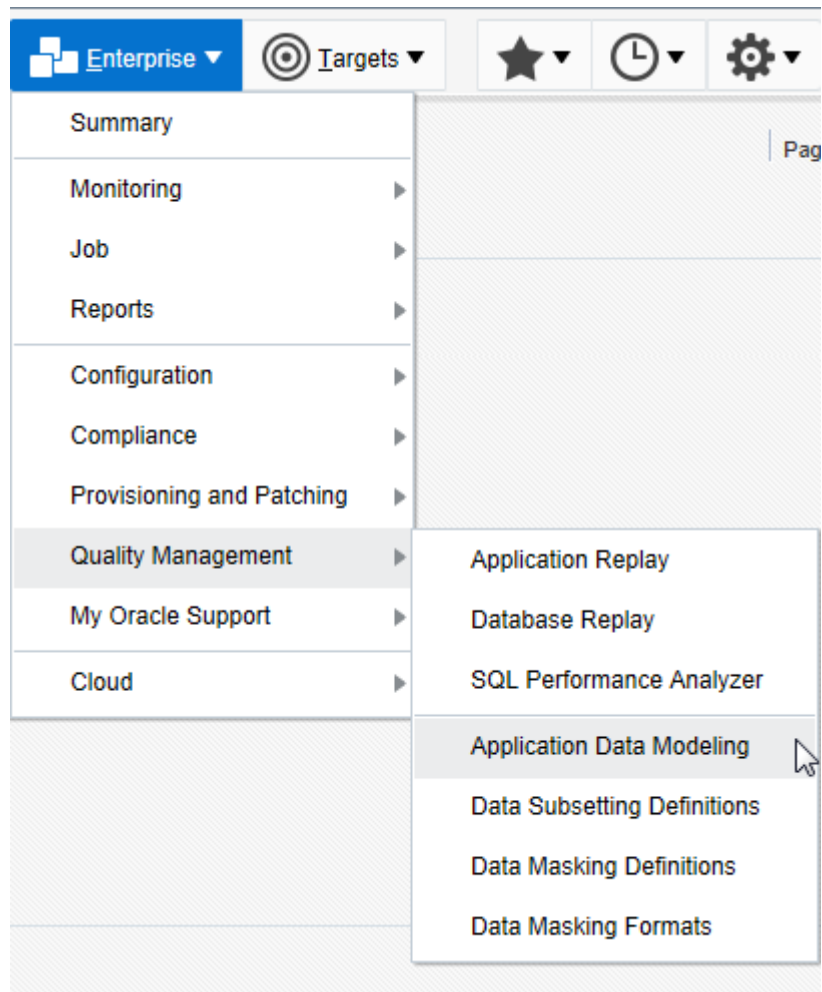 Enterprise
Targets
Summary
Pag
Monitoring
Job
Reports
Configuration
Compliance
Provisioning and Patching
Quality Management
Application Replay
My Oracle Support
Database Replay
Cloud
SQL Performance Analyzer
Application Data Modeling
Data Subsetting Definitions
Data Masking Definitions
Data Masking Formats